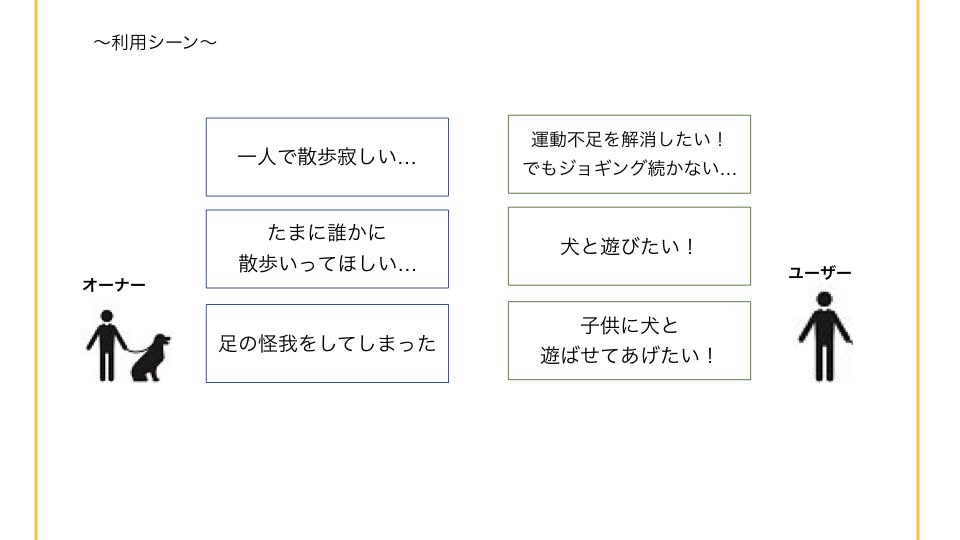 〜利用シーン〜
一人で散歩寂しい…
たまに誰かに
散歩いってほしい…
足の怪我をしてしまった
オーナー
運動不足を解消したい！
でもジョギング続かない…
犬と遊びたい！
子供に犬と
遊ばせてあげたい！
ユーザー